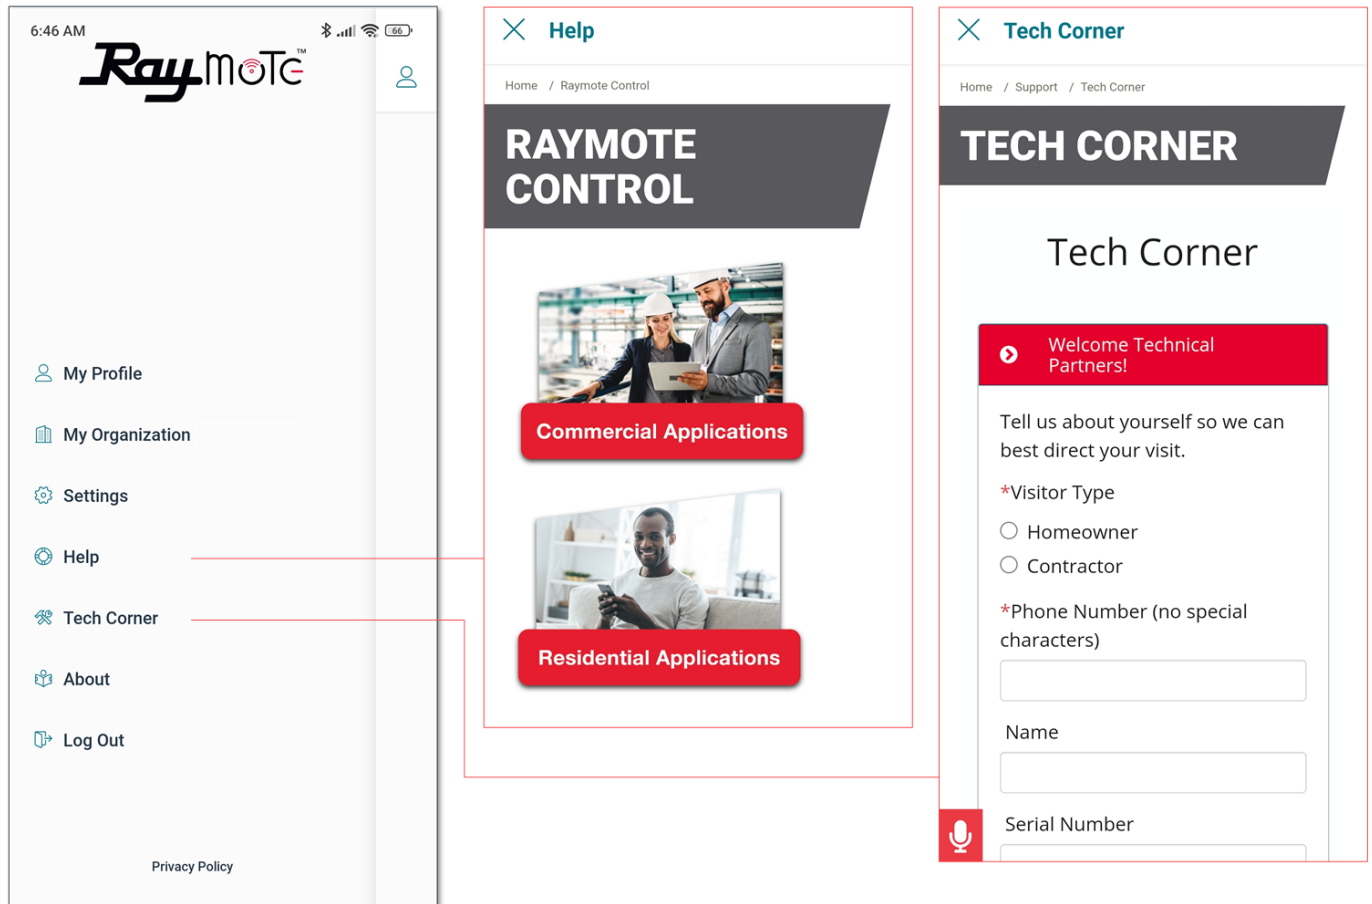 6:46 AM
66
Raymote™
My Profile
My Organization
Settings
Help
Tech Corner
About
Log Out
Privacy Policy
Help
Home / Raymote Control
RAYMOTE
CONTROL
Commercial Applications
Residential Applications
Tech Corner
Home / Support / Tech Corner
TECH CORNER
Tech Corner
Welcome Technical
Partners!
Tell us about yourself so we can
best direct your visit.
*Visitor Type
Homeowner
Contractor
*Phone Number (no special
characters)
Name
Serial Number